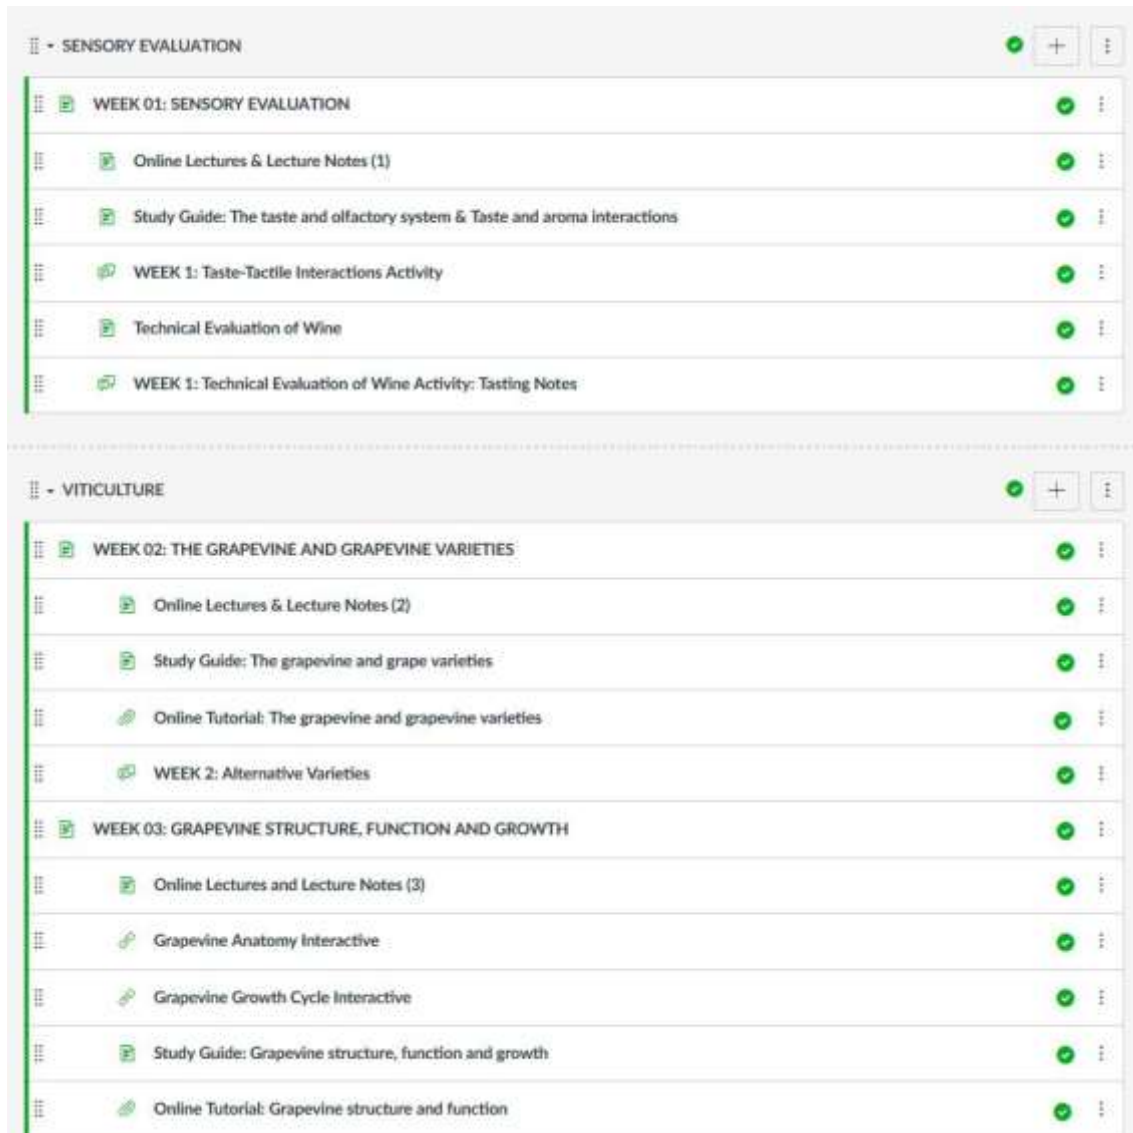 SENSORY EVALUATION
WEEK 01: SENSORY EVALUATION
Online Lectures & Lecture Notes (1)
Study Guide: The taste and olfactory system & Taste and aroma interactions
WEEK 1: Taste-Tactile Interactions Activity
Technical Evaluation of Wine
WEEK 1: Technical Evaluation of Wine Activity: Tasting Notes
VITICULTURE
WEEK 02: THE GRAPEVINE AND GRAPEVINE VARIETIES
Online Lectures & Lecture Notes (2)
Study Guide: The grapevine and grape varieties
Online Tutorial: The grapevine and grapevine varieties
WEEK 2: Alternative Varieties
WEEK 03: GRAPEVINE STRUCTURE, FUNCTION AND GROWTH
Online Lectures and Lecture Notes (3)
Grapevine Anatomy Interactive
Grapevine Growth Cycle Interactive
Study Guide: Grapevine structure, function and growth
Online Tutorial: Grapevine structure and function